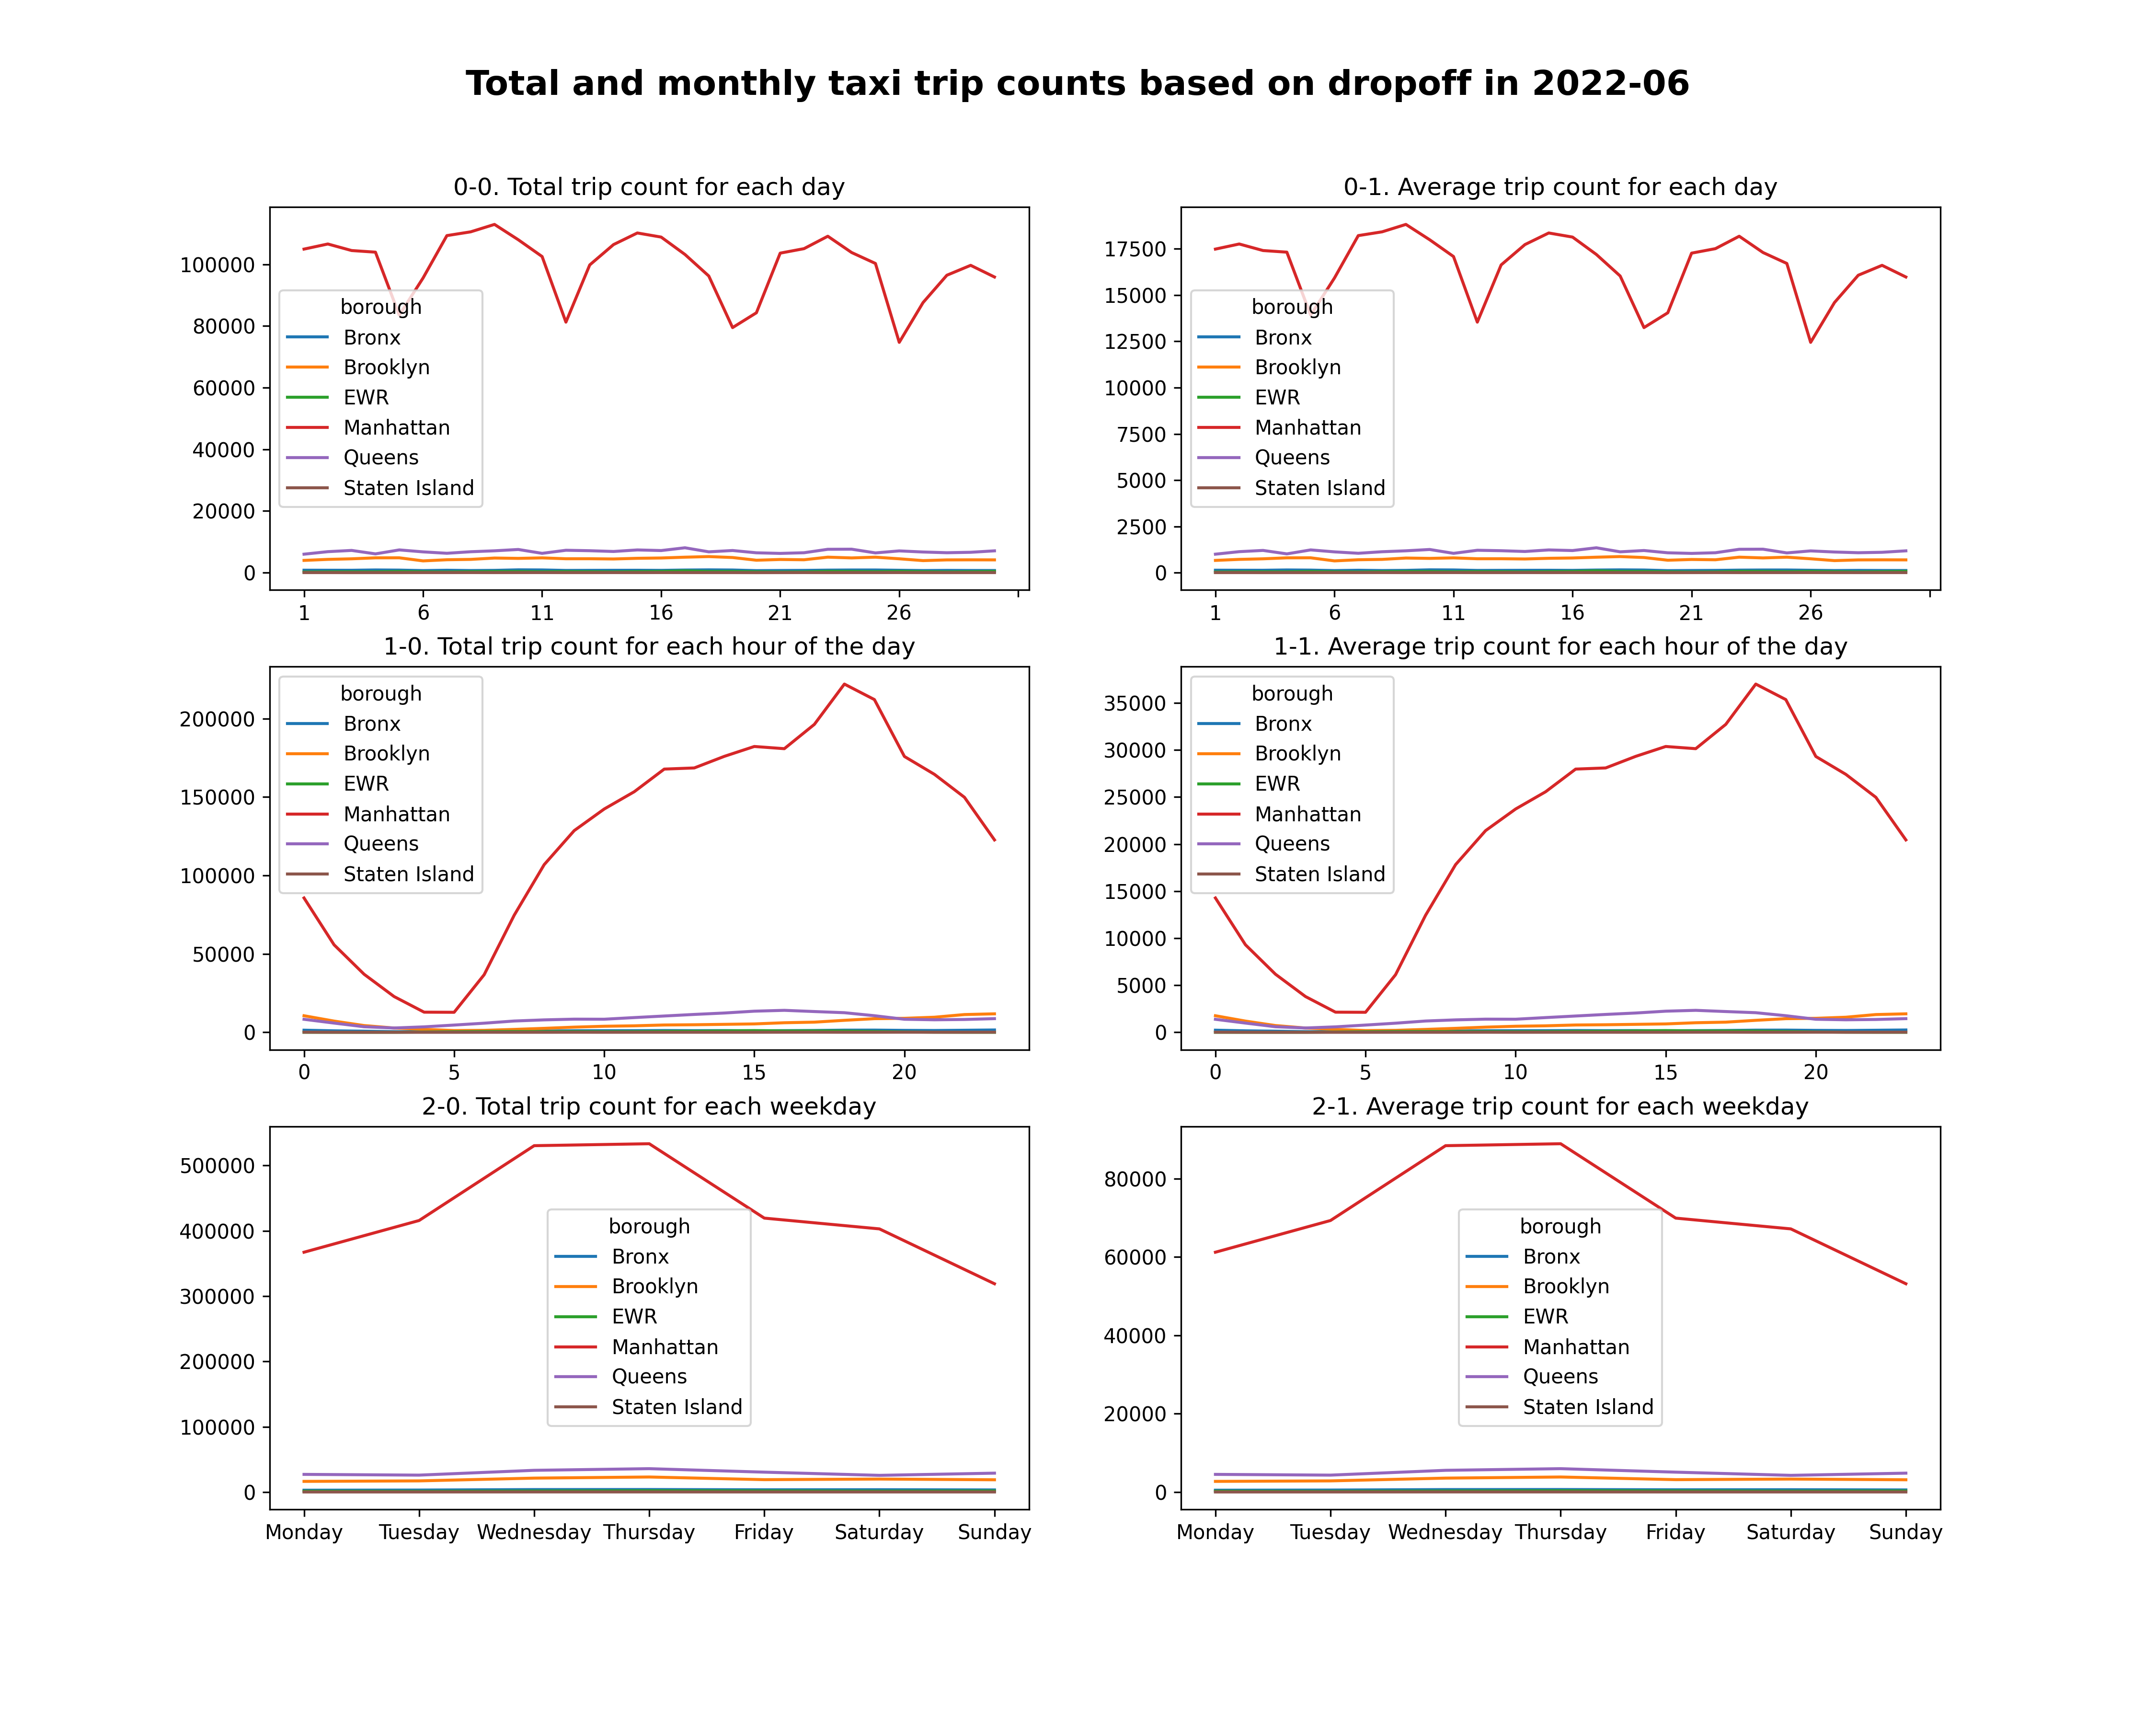 Total and monthly taxi trip counts based on dropoff in 2022-06
0-0. Total trip count for each day
100000
80000
60000
40000
20000
0
borough
Bronx
Brooklyn
EWR
Manhattan
Queens
Staten Island
1 6 11 16 21 26
0-1. Average trip count for each day
17500
15000
12500
10000
7500
5000
2500
0
borough
Bronx
Brooklyn
EWR
Manhattan
Queens
Staten Island
1 6 11 16 21 26
1-0. Total trip count for each hour of the day
200000
150000
100000
50000
0
borough
Bronx
Brooklyn
EWR
Manhattan
Queens
Staten Island
0 5 10 15 20
1-1. Average trip count for each hour of the day
35000
30000
25000
20000
15000
10000
5000
0
borough
Bronx
Brooklyn
EWR
Manhattan
Queens
Staten Island
0 5 10 15 20
2-0. Total trip count for each weekday
500000
400000
300000
200000
100000
0
borough
Bronx
Brooklyn
EWR
Manhattan
Queens
Staten Island
Monday Tuesday Wednesday Thursday Friday Saturday Sunday
2-1. Average trip count for each weekday
80000
60000
40000
20000
0
borough
Bronx
Brooklyn
EWR
Manhattan
Queens
Staten Island
Monday Tuesday Wednesday Thursday Friday Saturday Sunday